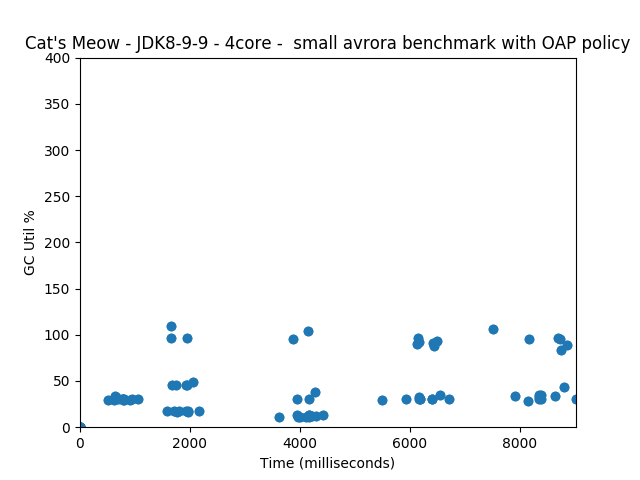 Cat's Meow - JDK8-9-9 - 4core -  small avrora benchmark with OAP policy
400
350
300
250
200
150
100
50
0
GC Util %
0 2000 4000 6000 8000
Time (milliseconds)